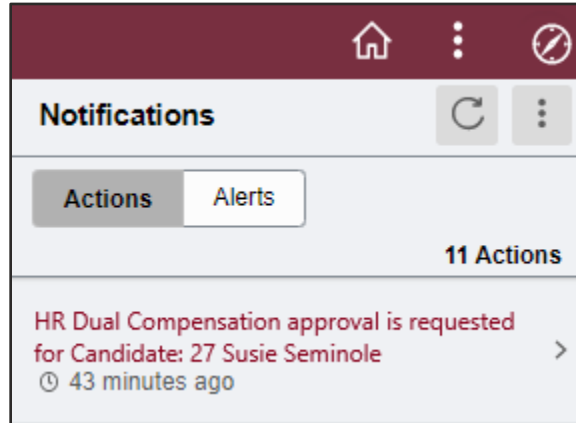 Notifications
Actions
Alerts
11 Actions
HR Dual Compensation approval is requested
for Candidate: 27 Susie Seminole
43 minutes ago